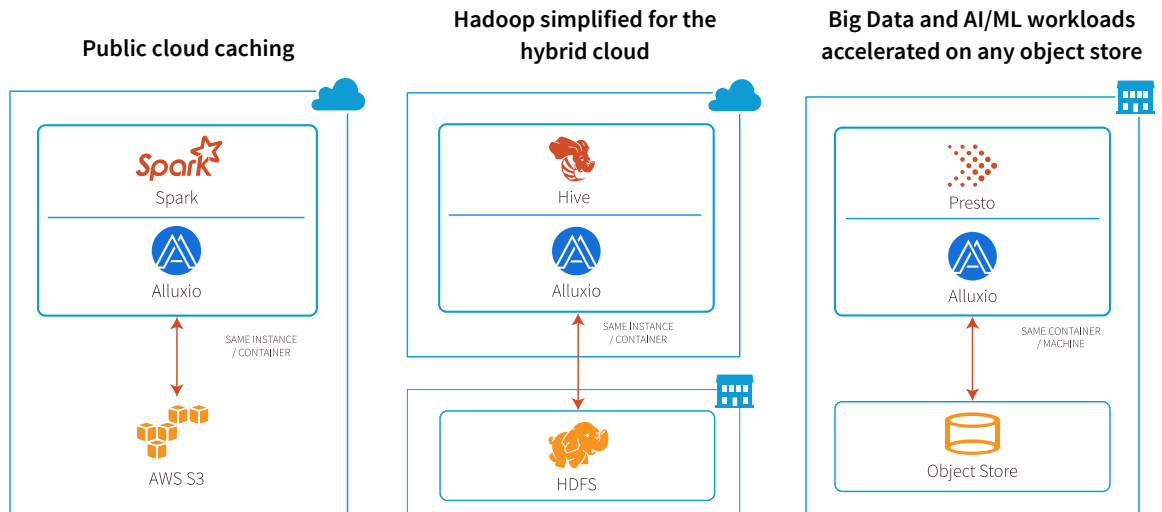 Public cloud caching
Spark
Spark
Alluxio
SAME INSTANCE
/ CONTAINER
AWS S3
Hadoop simplified for the
hybrid cloud
Hive
Alluxio
SAME INSTANCE
/ CONTAINER
HDFS
Big Data and AI/ML workloads
accelerated on any object store
Presto
Alluxio
SAME CONTAINER
/ MACHINE
Object Store